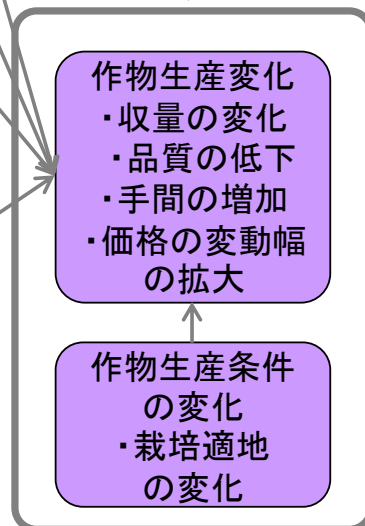 作物生産変化
・収量の変化
・品質の低下
・手間の増加
・価格の変動幅
の拡大
作物生産条件
の変化
・栽培適地
の変化